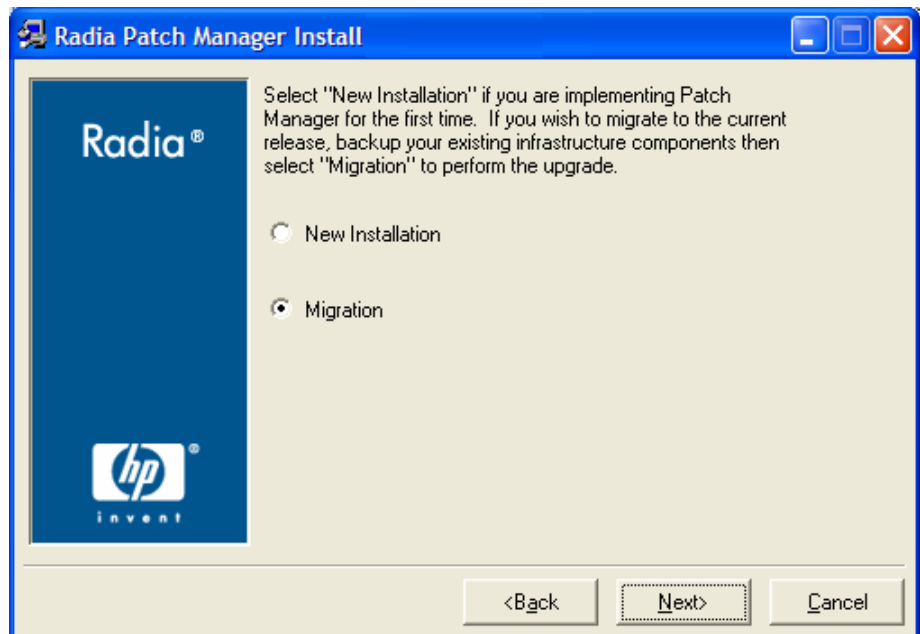 Radia Patch Manager Install
Select "New Installation" if you are implementing Patch
Manager for the first time.  If you wish to migrate to the current
release, backup your existing infrastructure components then
select "Migration" to perform the upgrade.
Radia®
New Installation
Migration
hp®
invent
<Back
Next>
Cancel